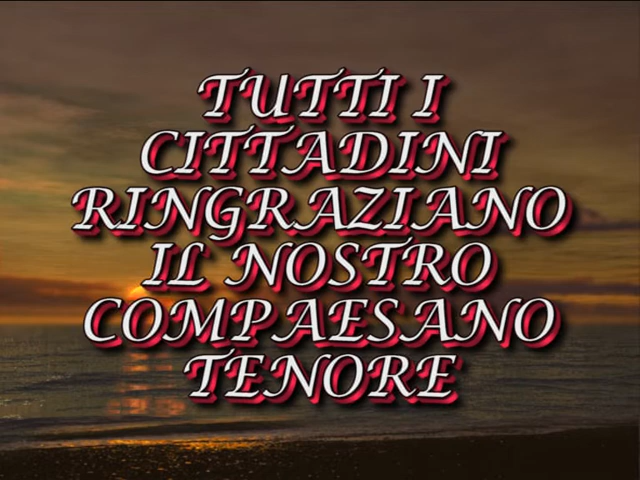 TUTTI I
CITTADINI
RINGRAZIANO
IL NOSTRO
COMPAESANO
TENORE